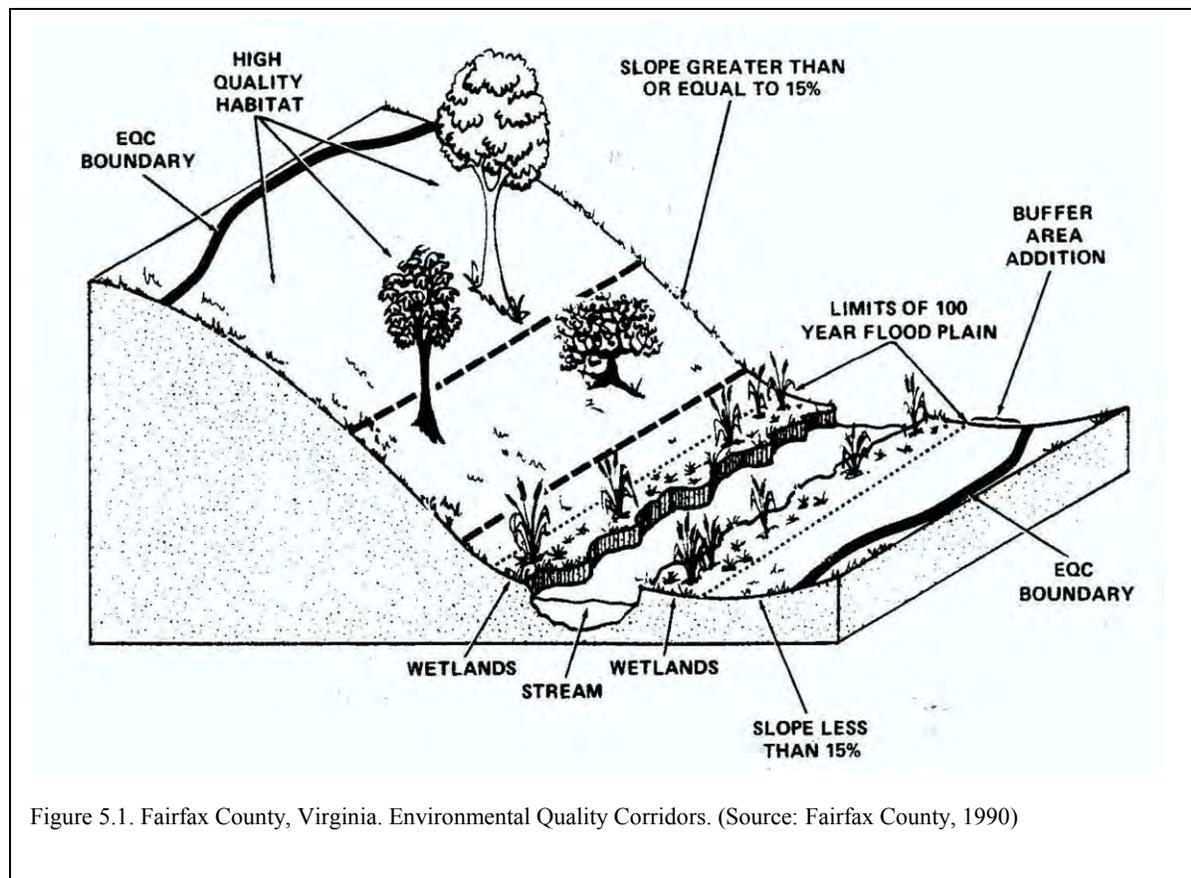 HIGH
QUALITY
HABITAT
SLOPE GREATER THAN
OR EQUAL TO 15%
EQC
BOUNDARY
BUFFER
AREA
ADDITION
LIMITS OF 100
YEAR FLOOD PLAIN
EQC
BOUNDARY
WETLANDS
STREAM
WETLANDS
SLOPE LESS
THAN 15%
Figure 5.1. Fairfax County, Virginia. Environmental Quality Corridors. (Source: Fairfax County, 1990)